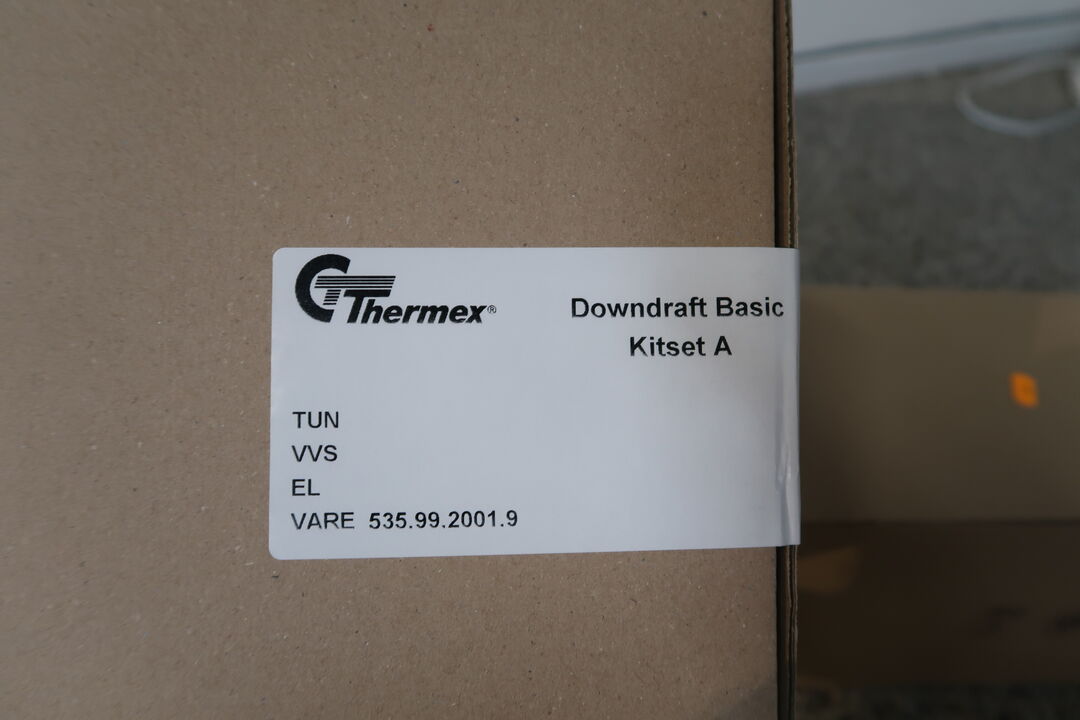 Thermex®
Downdraft Basic
Kitset A
TUN
VVS
EL
VARE 535.99.2001.9